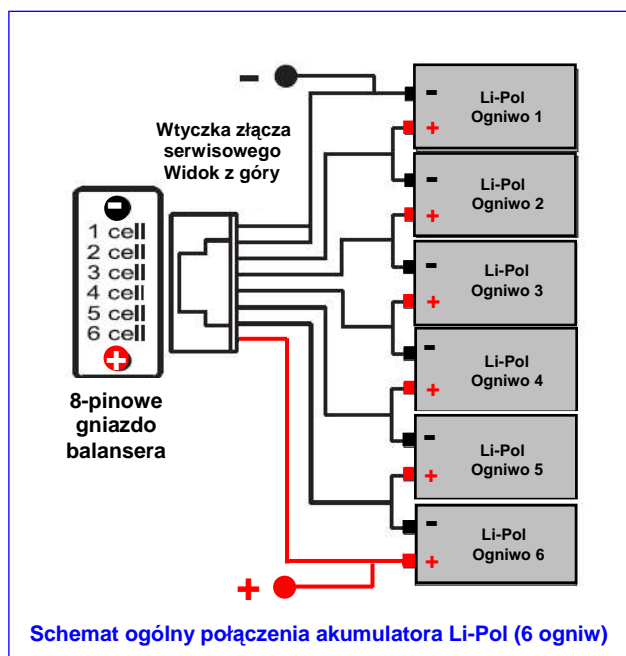 -
Wtyczka złącza
serwisowego
Widok z góry
-
1 cell
2 cell
3 cell
4 cell
5 cell
6 cell
+
8-pinowe
gniazdo
balansera
- Li-Pol
+ Ogniwo 1
- Li-Pol
+ Ogniwo 2
- Li-Pol
+ Ogniwo 3
- Li-Pol
+ Ogniwo 4
- Li-Pol
+ Ogniwo 5
- Li-Pol
+ Ogniwo 6
+
Schemat ogólny połączenia akumulatora Li-Pol (6 ogniw)